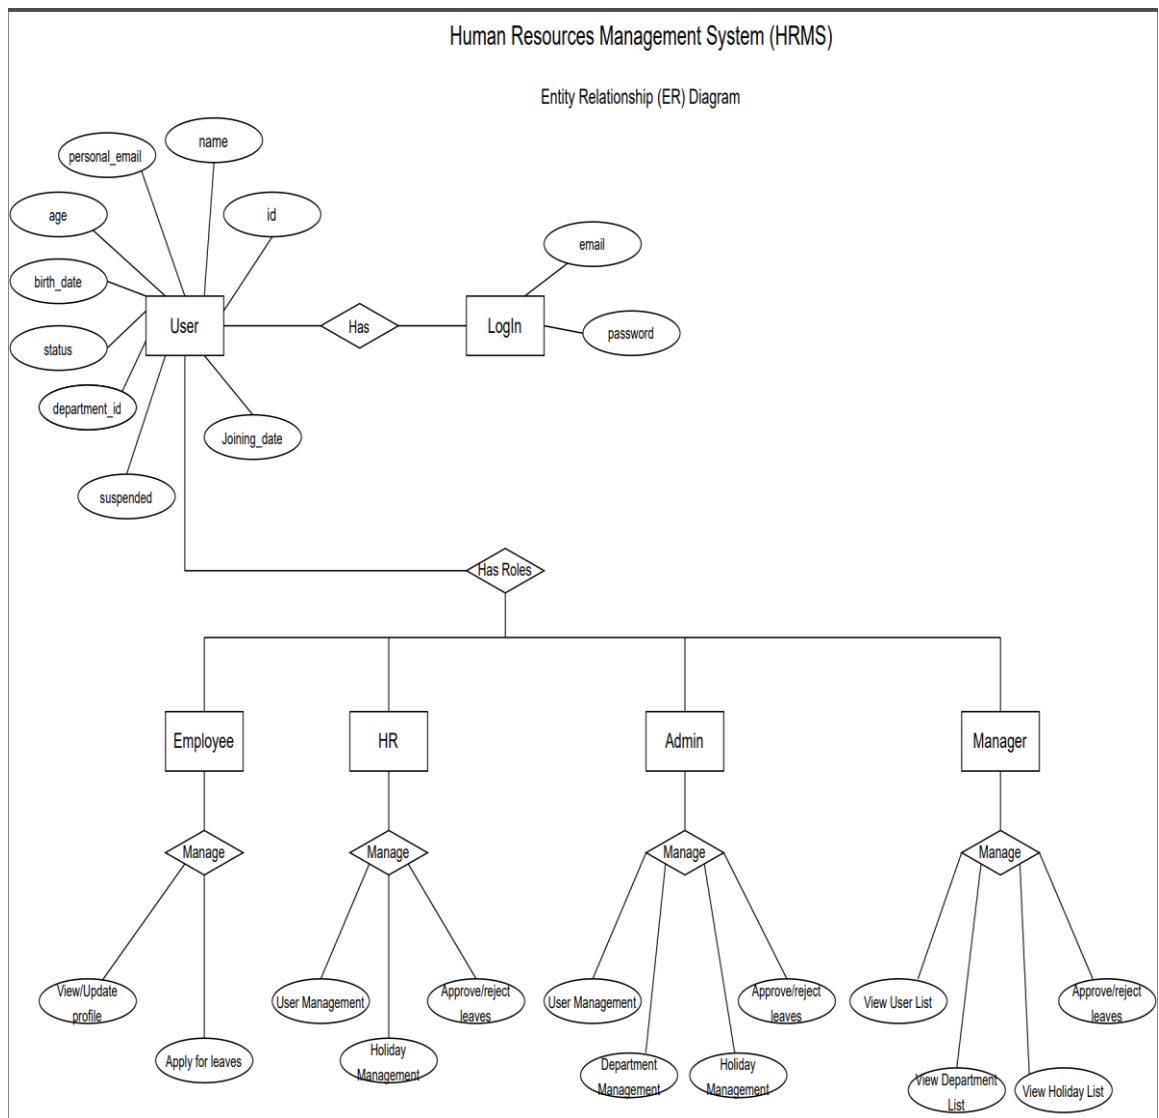 Human Resources Management System (HRMS)
Entity Relationship (ER) Diagram
name
personal_email
age
id
email
birth_date
User
Has
LogIn
password
status
department_id
Joining_date
suspended
Has Roles
Employee
HR
Admin
Manager
Manage
Manage
Manage
Manage
View/Update
profile
User Management
Approve/reject
leaves
User Management
Approve/reject
leaves
View User List
Approve/reject
leaves
Apply for leaves
Holiday
Management
Department
Management
Holiday
Management
View Department
List
View Holiday List